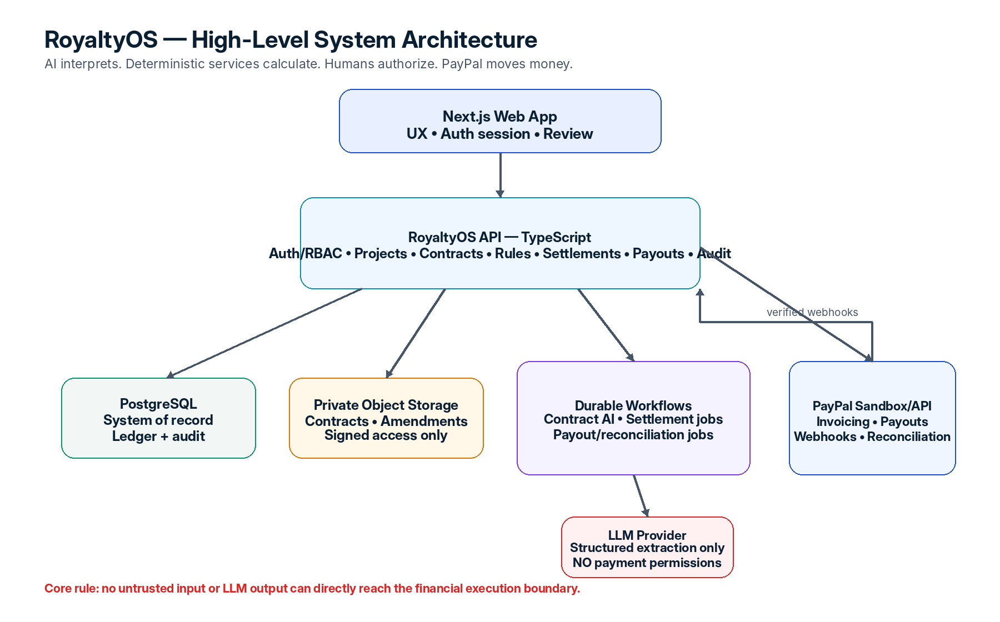 RoyaltyOS — High-Level System Architecture
AI interprets. Deterministic services calculate. Humans authorize. PayPal moves money.
Next.js Web App
UX • Auth session • Review
RoyaltyOS API — TypeScript
Auth/RBAC • Projects • Contracts • Rules • Settlements • Payouts • Audit
verified webhooks
PostgreSQL
System of record
Ledger + audit
Private Object Storage
Contracts • Amendments
Signed access only
Durable Workflows
Contract AI • Settlement jobs
Payout/reconciliation jobs
PayPal Sandbox/API
Invoicing • Payouts
Webhooks • Reconciliation
LLM Provider
Structured extraction only
NO payment permissions
Core rule: no untrusted input or LLM output can directly reach the financial execution boundary.